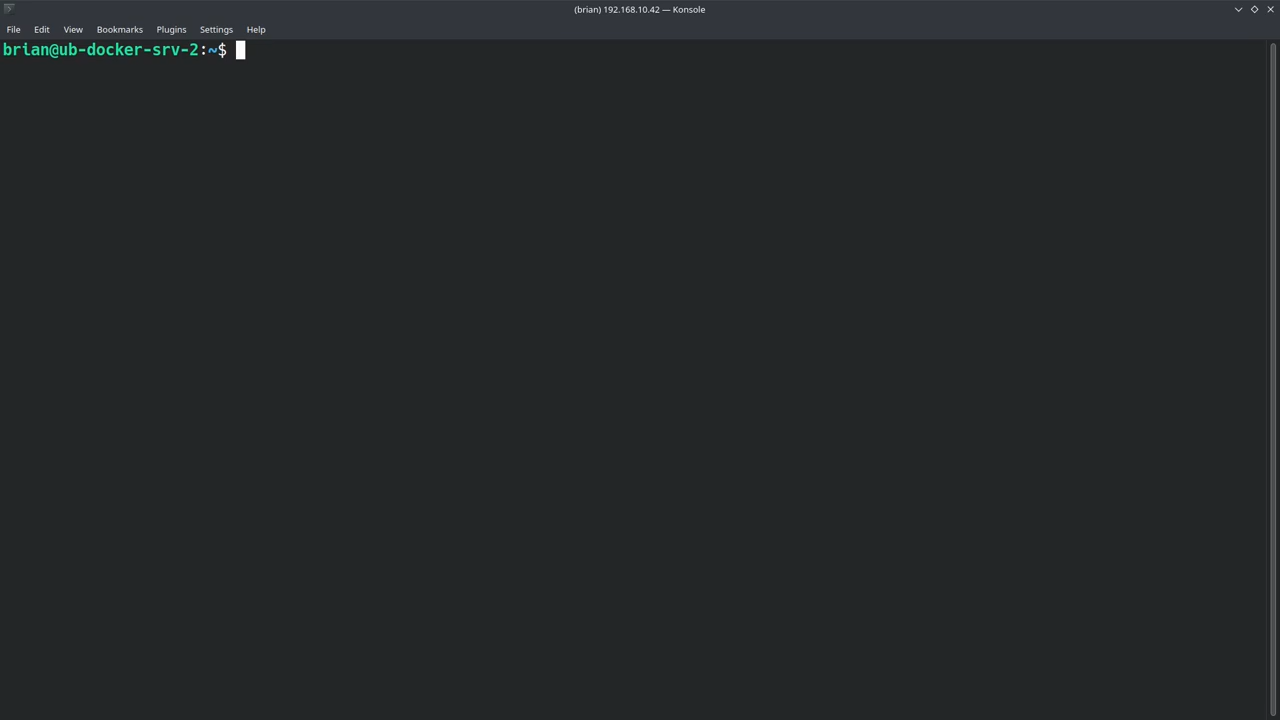 (brian) 192.168.10.42 — Konsole
File Edit View Bookmarks Plugins Settings Help
brian@ub-docker-srv-2:~$